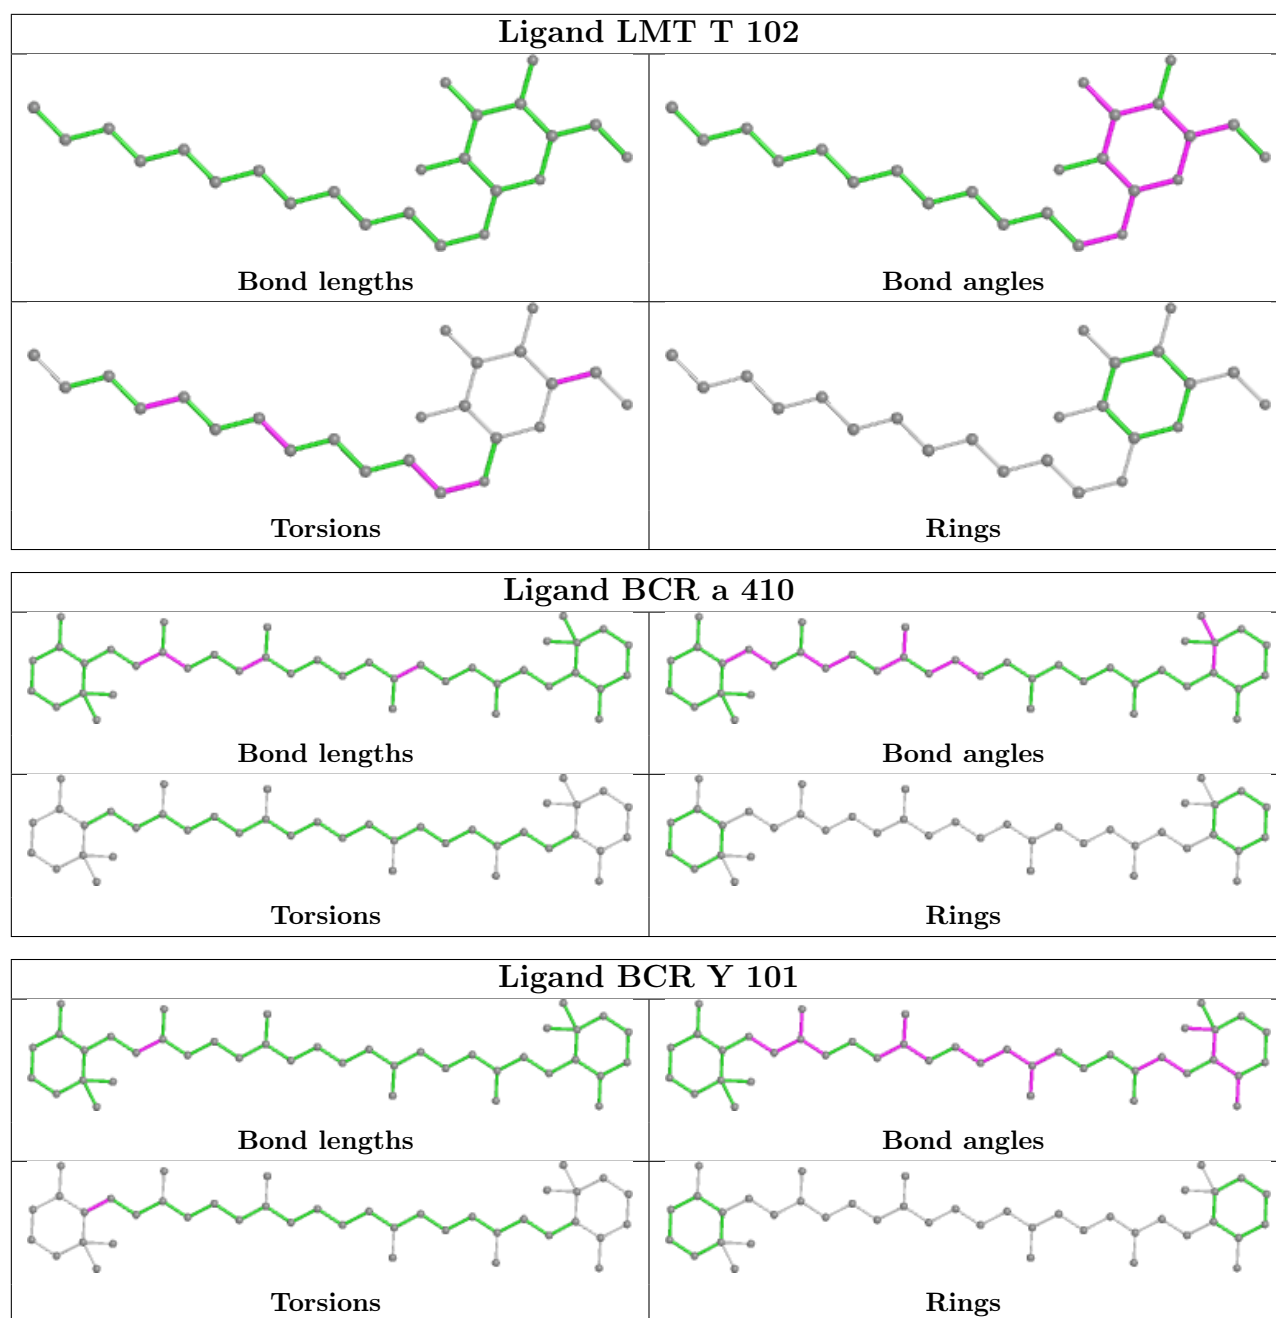 Ligand LMT T 102
Bond lengths
Bond angles
Torsions
Rings
Ligand BCR a 410
Bond lengths
Bond angles
Torsions
Rings
Ligand BCR Y 101
Bond lengths
Bond angles
Torsions
Rings